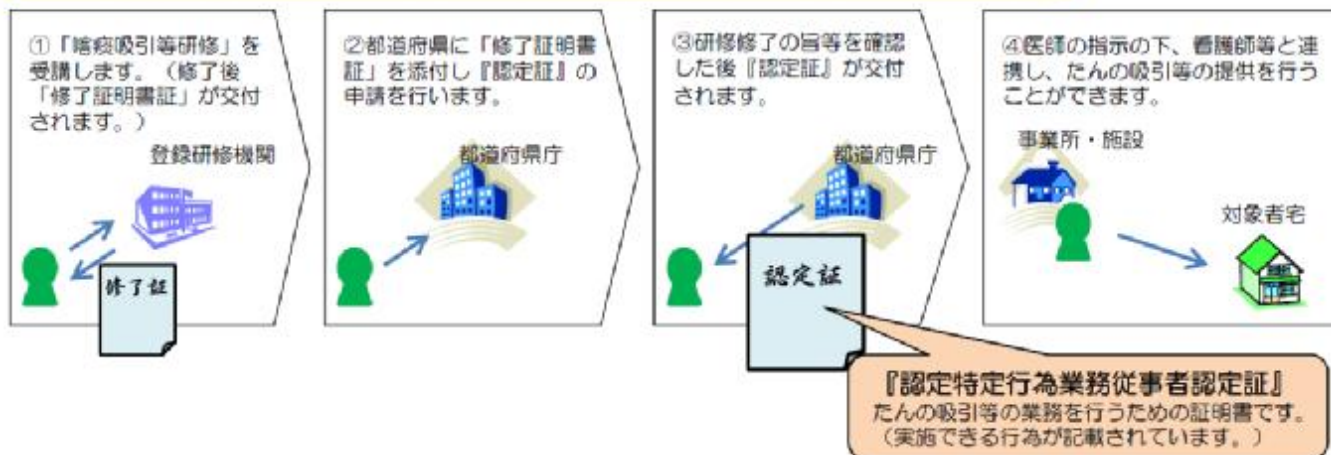 ①「喀痰吸引等研修」を
受講します。（修了後
「修了証明書証」が交付
されます。）
登録研修機関
修了証
②都道府県に「修了証明書
証」を添付し『認定証』の
申請を行います。
都道府県庁
③研修修了の旨等を確認
した後『認定証』が交付
されます。
都道府県庁
認定証
④医師の指示の下、看護師等と連
携し、たんの吸引等の提供を行う
ことができます。
事業所・施設
対象者宅
『認定特定行為業務従事者認定証』
たんの吸引等の業務を行うための証明書です。
（実施できる行為が記載されています。）